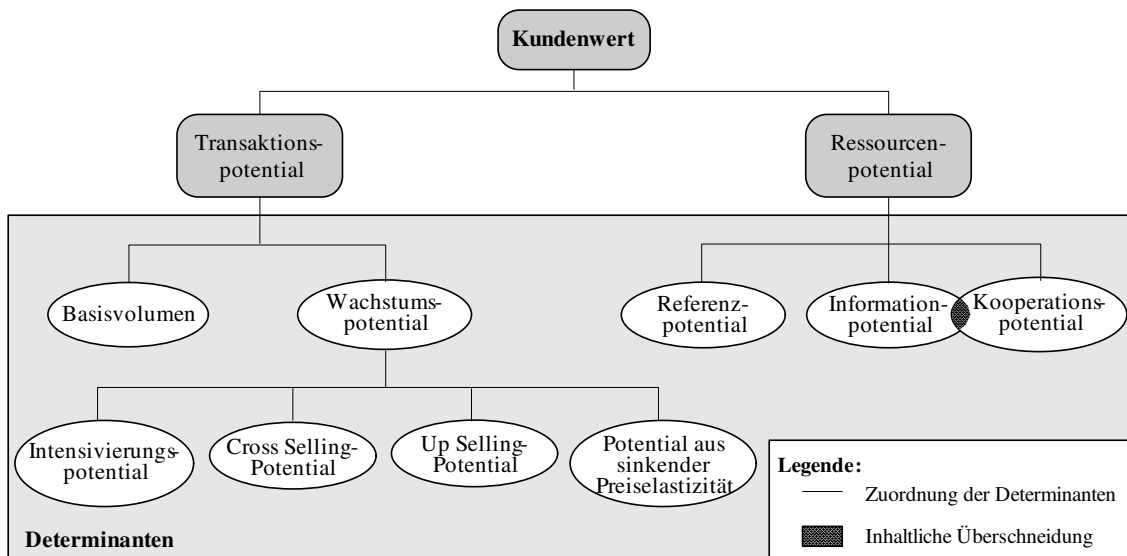 Kundenwert
Transaktions-
potential
Ressourcen-
potential
Basisvolumen
Wachstums-
potential
Referenz-
potential
Information-
potential
Kooperations-
potential
Intensivierungs-
potential
Cross Selling-
Potential
Up Selling-
Potential
Potential aus
sinkender
Preiselastizität
Determinanten
Legende:
Zuordnung der Determinanten
Inhaltliche Überschneidung